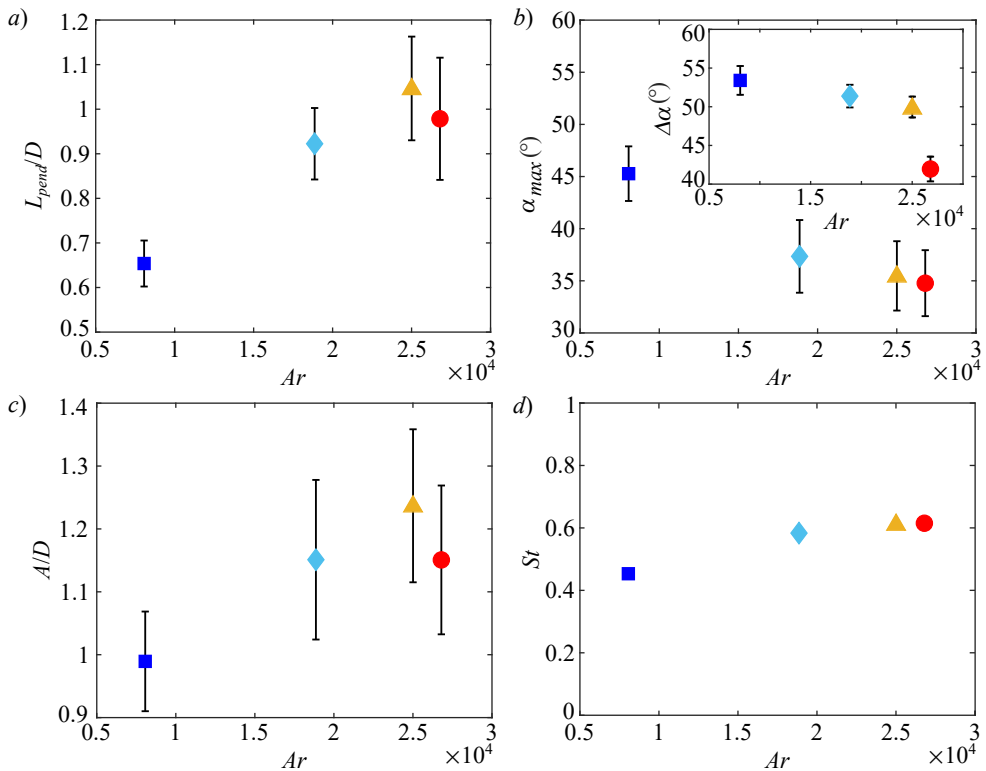 a)
1.2
1.1
1
0.9
0.8
0.7
0.6
0.5
L_pend/D
0.5 1 1.5 2 2.5 3
Ar ×10^4
b)
60
55
50
45
40
35
30
α_max(°)
0.5 1 1.5 2 2.5 3
Ar ×10^4
60
55
50
45
40
Δα(°)
0.5 1.5 2.5
Ar ×10^4
c)
1.4
1.3
1.2
1.1
1
0.9
A/D
0.5 1 1.5 2 2.5 3
Ar ×10^4
d)
1
0.8
0.6
0.4
0.2
0
St
0.5 1 1.5 2 2.5 3
Ar ×10^4